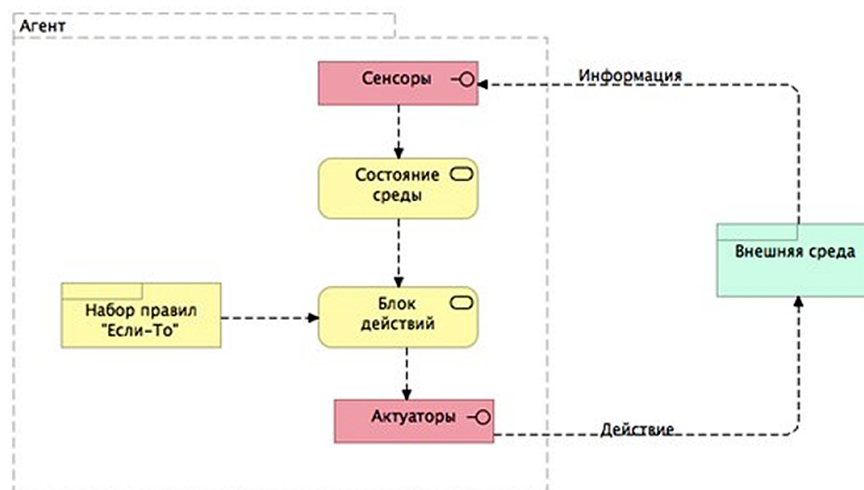 Агент
Сенсоры
Информация
Состояние
среды
Внешняя среда
Набор правил
"Если-То"
Блок
действий
Актуаторы
Действие